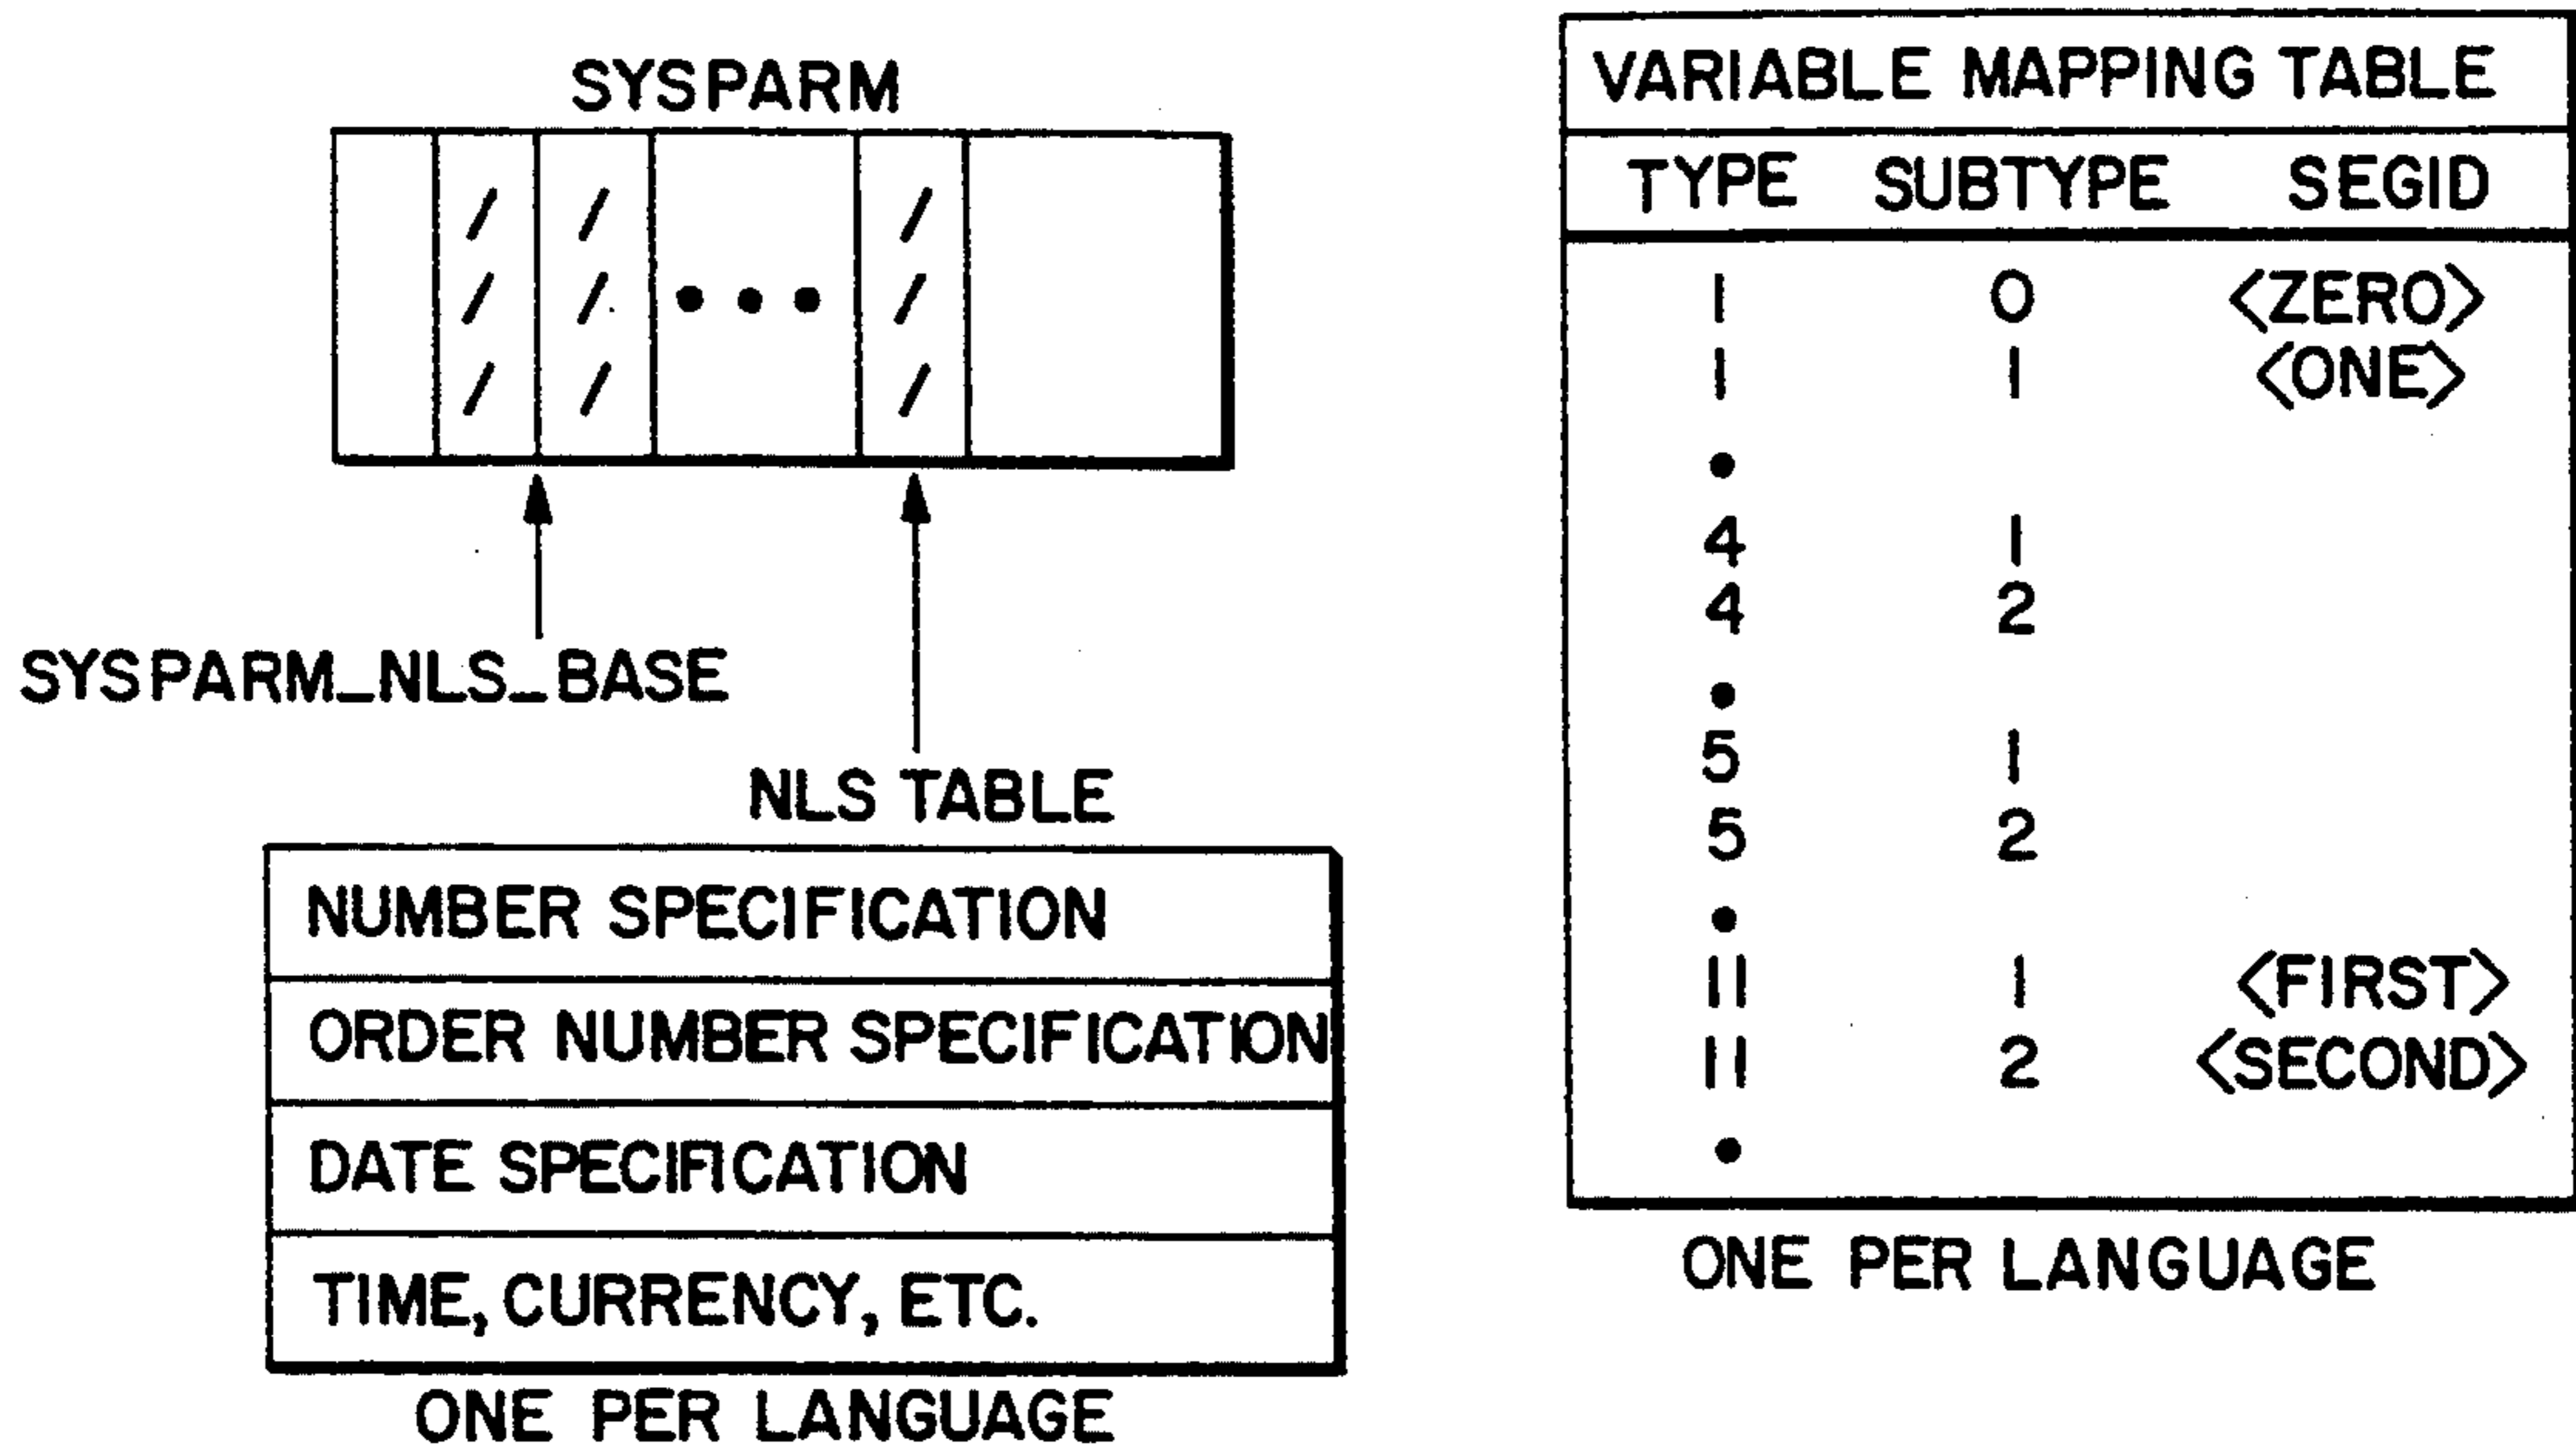 SYSPARM
SYSPARM_NLS_BASE
NLS TABLE
NUMBER SPECIFICATION
ORDER NUMBER SPECIFICATION
DATE SPECIFICATION
TIME, CURRENCY, ETC.
ONE PER LANGUAGE
VARIABLE MAPPING TABLE
TYPE SUBTYPE SEGID
1 0 <ZERO>
1 1 <ONE>
•
4 1
4 2
•
5 1
5 2
•
11 1 <FIRST>
11 2 <SECOND>
•
ONE PER LANGUAGE